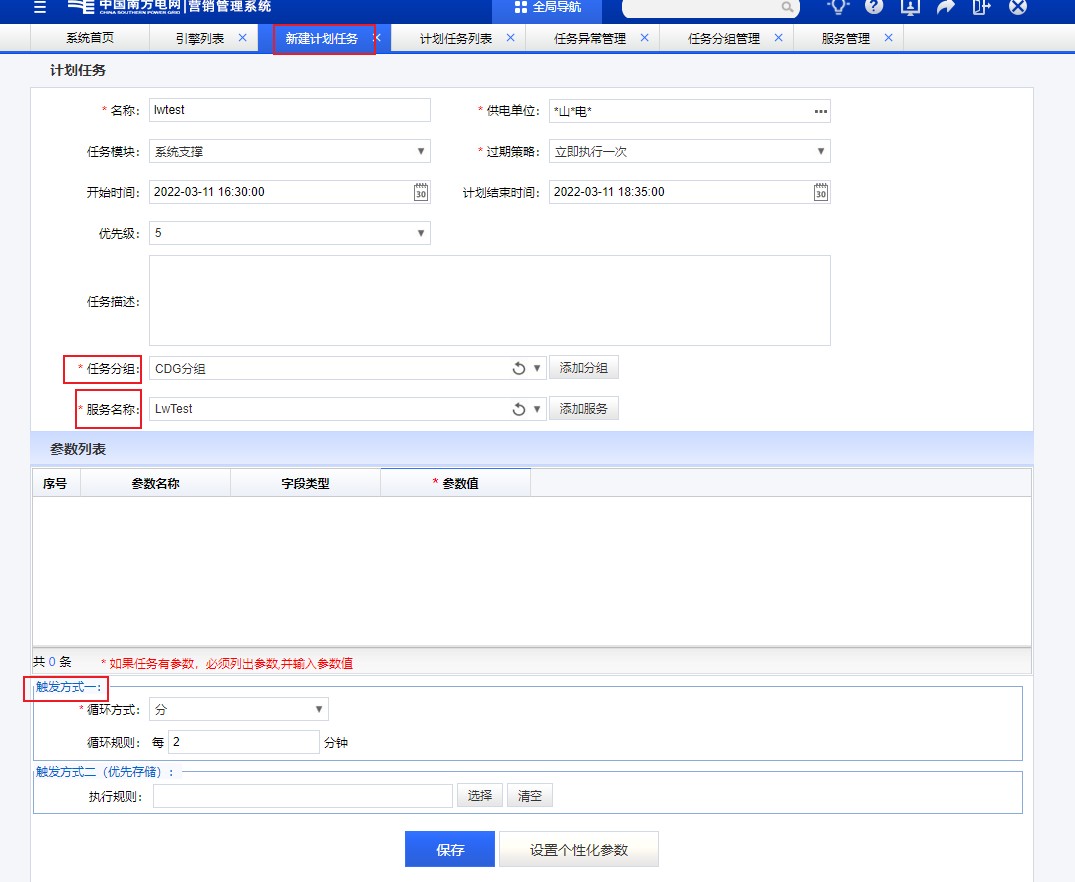 中国南方电网 营销管理系统 全局导航
CHINA SOUTHERN POWER GRID
系统首页 引擎列表 新建计划任务 计划任务列表 任务异常管理 任务分组管理 服务管理
计划任务
* 名称: lwtest * 供电单位: *山*电*
任务模块: 系统支撑 * 过期策略: 立即执行一次
开始时间: 2022-03-11 16:30:00 30 计划结束时间: 2022-03-11 18:35:00 30
优先级: 5
任务描述:
* 任务分组: CDG分组 添加分组
* 服务名称: LwTest 添加服务
参数列表
序号 参数名称 字段类型 * 参数值
共 0 条 * 如果任务有参数，必须列出参数,并输入参数值
触发方式一:
* 循环方式: 分
循环规则: 每 2 分钟
触发方式二（优先存储）:
执行规则: 选择 清空
保存 设置个性化参数